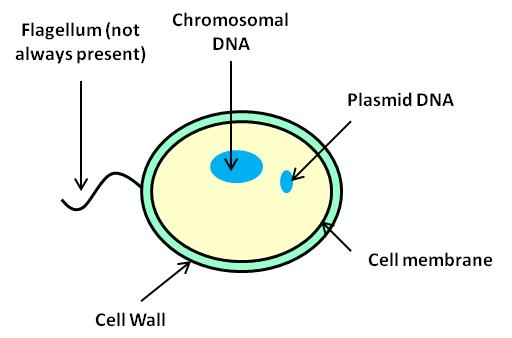 Flagellum (not
always present)
Chromosomal
DNA
Plasmid DNA
Cell membrane
Cell Wall